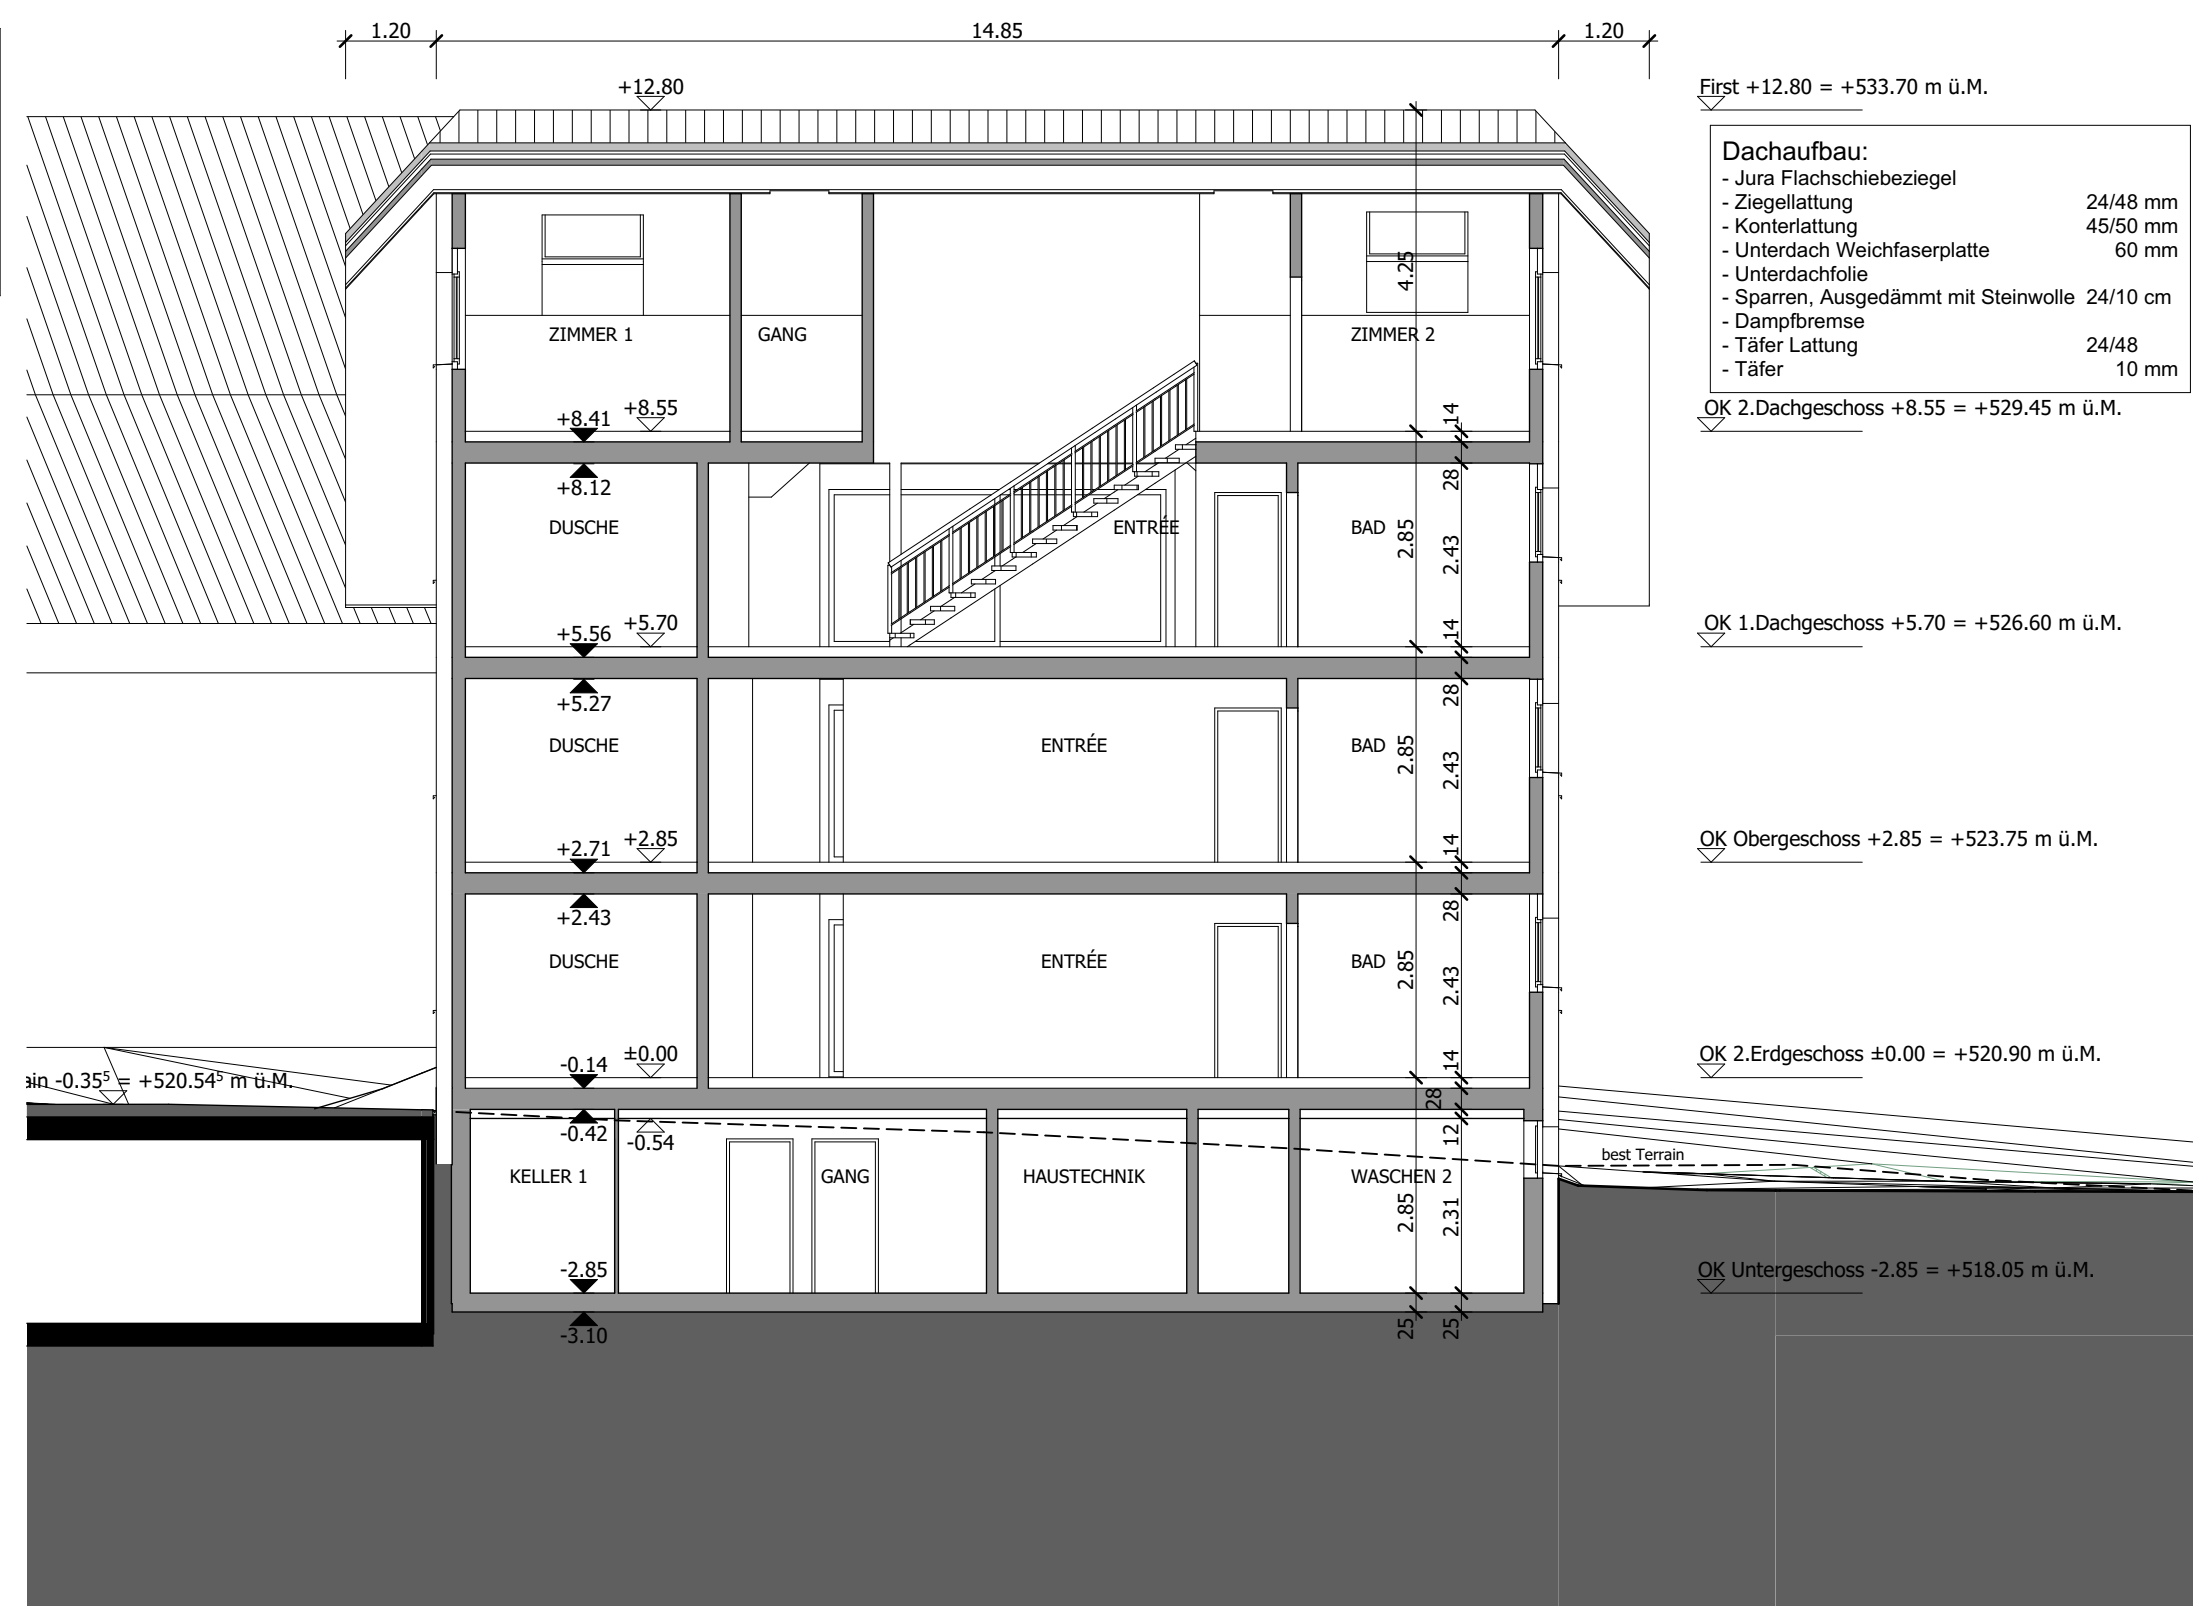 1.20
14.85
1.20
+12.80
First +12.80 = +533.70 m ü.M.
Dachaufbau:
- Jura Flachschiebeziegel
- Ziegellattung 24/48 mm
- Konterlattung 45/50 mm
- Unterdach Weichfaserplatte 60 mm
- Unterdachfolie
- Sparren, Ausgedämmt mit Steinwolle 24/10 cm
- Dampfbremse
- Täfer Lattung 24/48
- Täfer 10 mm
4.25
ZIMMER 1
GANG
ZIMMER 2
+8.41
+8.55
14
OK 2.Dachgeschoss +8.55 = +529.45 m ü.M.
+8.12
28
DUSCHE
ENTRÉE
BAD
2.85
2.43
+5.56
+5.70
14
OK 1.Dachgeschoss +5.70 = +526.60 m ü.M.
+5.27
28
DUSCHE
ENTRÉE
BAD
2.85
2.43
+2.71
+2.85
14
OK Obergeschoss +2.85 = +523.75 m ü.M.
+2.43
28
DUSCHE
ENTRÉE
BAD
2.85
2.43
-0.14
±0.00
14
OK 2.Erdgeschoss ±0.00 = +520.90 m ü.M.
ain -0.35⁵ = +520.54⁵ m ü.M.
28
-0.42
-0.54
12
best Terrain
KELLER 1
GANG
HAUSTECHNIK
WASCHEN 2
2.85
2.31
-2.85
OK Untergeschoss -2.85 = +518.05 m ü.M.
-3.10
25
25